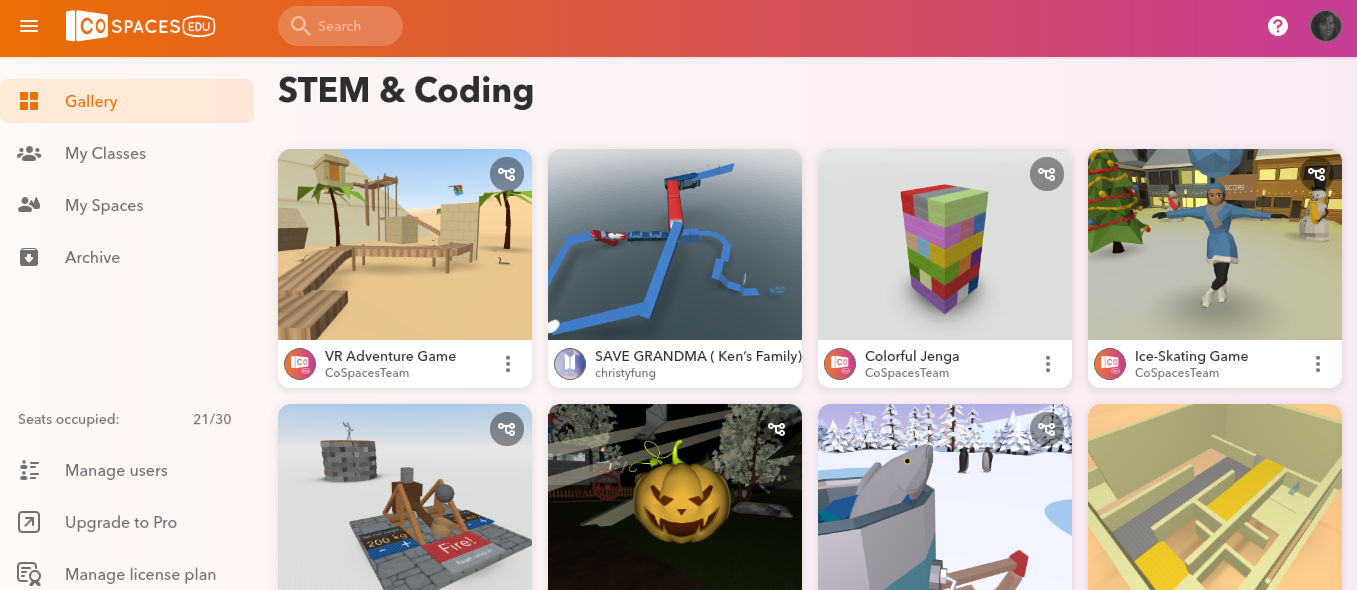 CO SPACES EDU
Search
?
Gallery
My Classes
My Spaces
Archive
Seats occupied: 21/30
Manage users
Upgrade to Pro
Manage license plan
STEM & Coding
VR Adventure Game
CoSpacesTeam
SAVE GRANDMA ( Ken's Family)
christyfung
Colorful Jenga
CoSpacesTeam
SCORE
Ice-Skating Game
CoSpacesTeam
200 kg
- +
Fire!